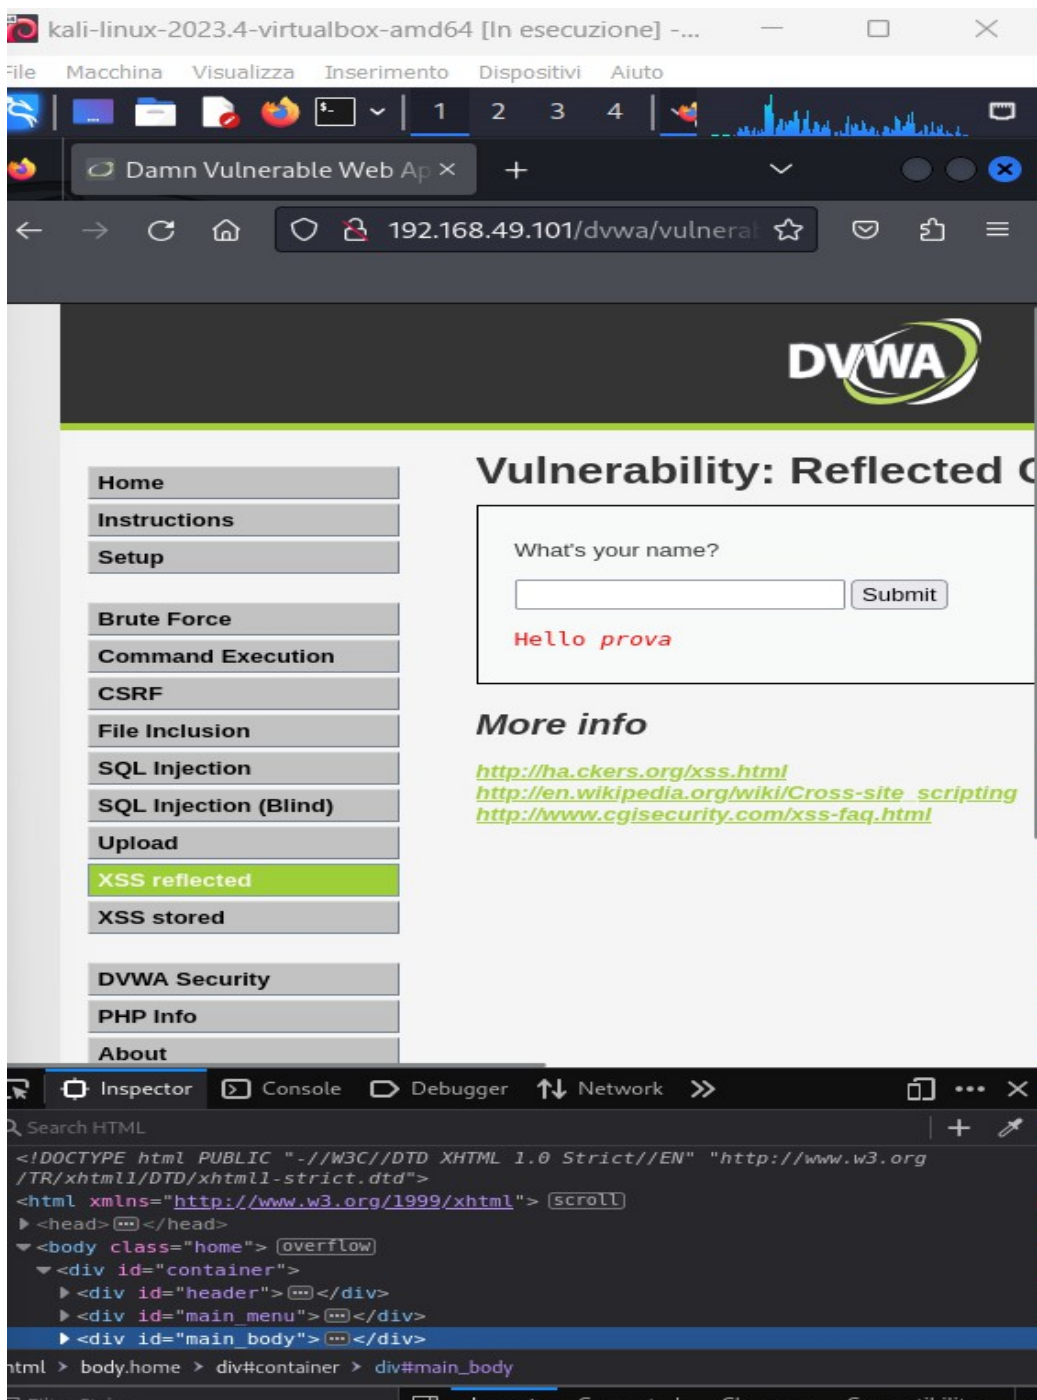 kali-linux-2023.4-virtualbox-amd64 [In esecuzione] -...
File Macchina Visualizza Inserimento Dispositivi Aiuto
1 2 3 4
Damn Vulnerable Web Ap
192.168.49.101/dvwa/vulnera
DVWA
Home
Instructions
Setup
Brute Force
Command Execution
CSRF
File Inclusion
SQL Injection
SQL Injection (Blind)
Upload
XSS reflected
XSS stored
DVWA Security
PHP Info
About
Vulnerability: Reflected
What's your name?
Submit
Hello prova
More info
http://ha.ckers.org/xss.html
http://en.wikipedia.org/wiki/Cross-site_scripting
http://www.cgisecurity.com/xss-faq.html
Inspector Console Debugger Network
Search HTML
<!DOCTYPE html PUBLIC "-//W3C//DTD XHTML 1.0 Strict//EN" "http://www.w3.org
/TR/xhtml1/DTD/xhtml1-strict.dtd">
<html xmlns="http://www.w3.org/1999/xhtml"> scroll
<head>...</head>
<body class="home"> overflow
<div id="container">
<div id="header">...</div>
<div id="main_menu">...</div>
<div id="main_body">...</div>
html > body.home > div#container > div#main_body